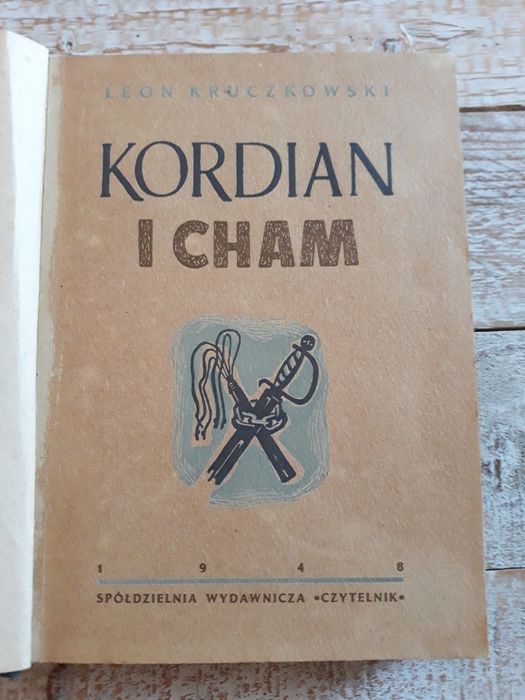 LEON KRUCZKOWSKI
KORDIAN
I CHAM
1 9 4 8
SPÓŁDZIELNIA WYDAWNICZA »CZYTELNIK«